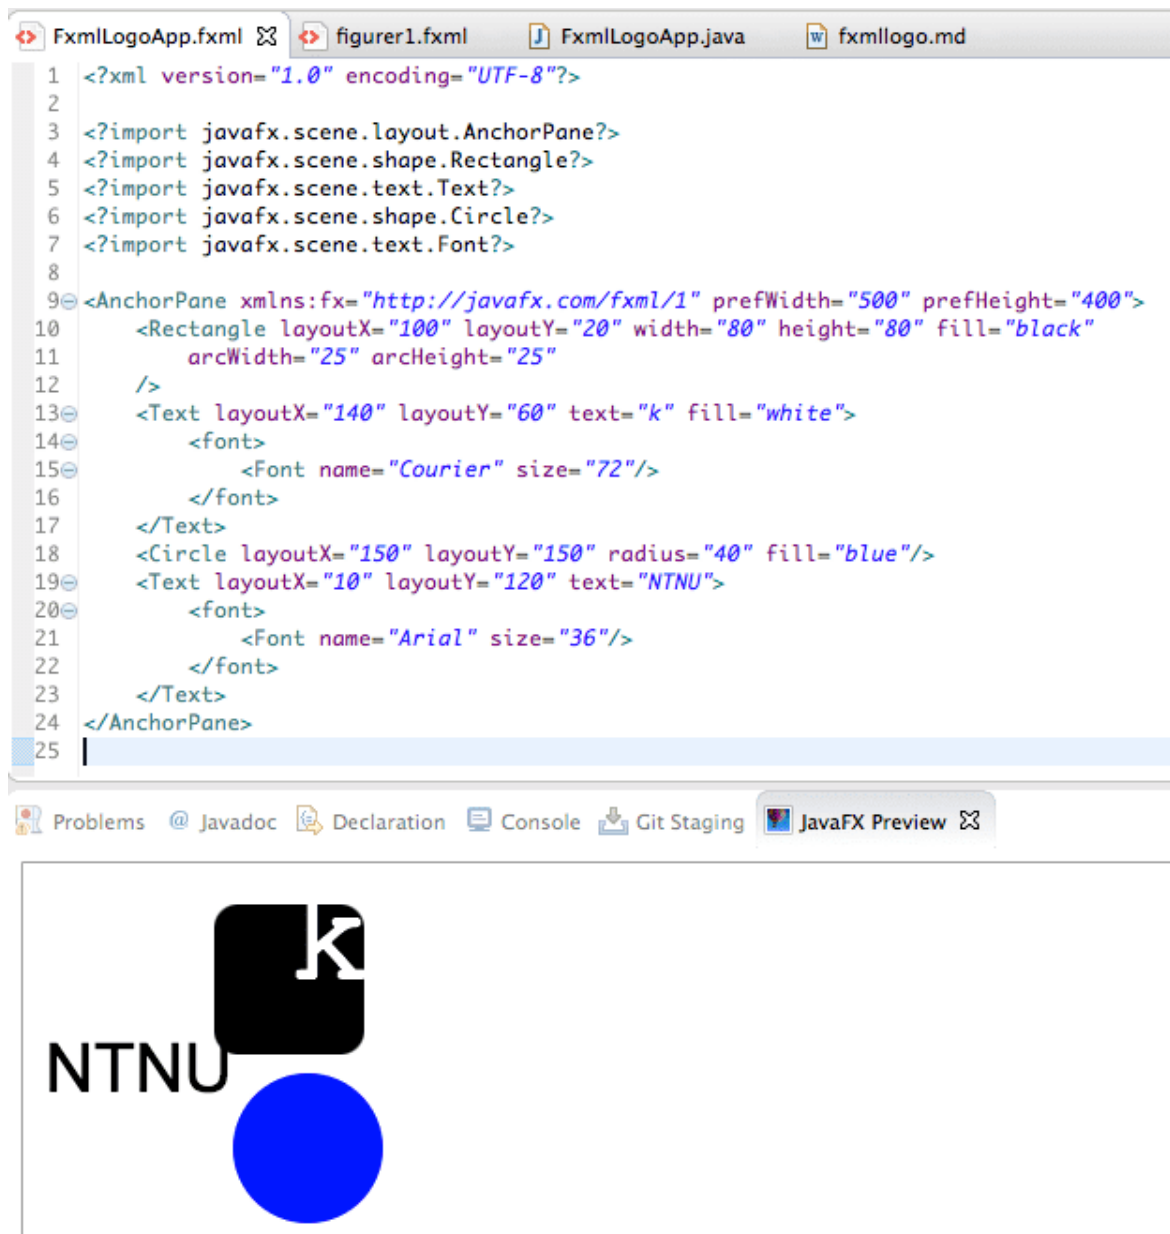 FxmlLogoApp.fxml figurer1.fxml FxmlLogoApp.java fxmllogo.md
1 <?xml version="1.0" encoding="UTF-8"?>
2
3 <?import javafx.scene.layout.AnchorPane?>
4 <?import javafx.scene.shape.Rectangle?>
5 <?import javafx.scene.text.Text?>
6 <?import javafx.scene.shape.Circle?>
7 <?import javafx.scene.text.Font?>
8
9 <AnchorPane xmlns:fx="http://javafx.com/fxml/1" prefWidth="500" prefHeight="400">
10 <Rectangle layoutX="100" layoutY="20" width="80" height="80" fill="black"
11 arcWidth="25" arcHeight="25"
12 />
13 <Text layoutX="140" layoutY="60" text="k" fill="white">
14 <font>
15 <Font name="Courier" size="72"/>
16 </font>
17 </Text>
18 <Circle layoutX="150" layoutY="150" radius="40" fill="blue"/>
19 <Text layoutX="10" layoutY="120" text="NTNU">
20 <font>
21 <Font name="Arial" size="36"/>
22 </font>
23 </Text>
24 </AnchorPane>
25
Problems @ Javadoc Declaration Console Git Staging JavaFX Preview
k
NTNU